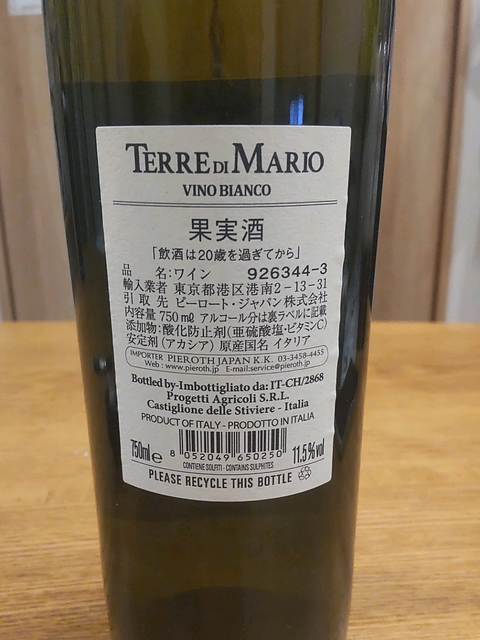 TERRE DI MARIO
VINO BIANCO
果実酒
「飲酒は20歳を過ぎてから」
品 名:ワイン 926344-3
輸入業者 東京都港区港南2-13-31
引取先 ピーロート・ジャパン株式会社
内容量 750㎖ アルコール分は裏ラベルに記載
添加物:酸化防止剤(亜硫酸塩・ビタミンC)
安定剤(アカシア) 原産国名 イタリア
IMPORTER PIEROTH JAPAN K.K. 03-3458-4455
Web : www.pieroth.jp E-mail:service@pieroth.jp
Bottled by-Imbottigliato da: IT-CH/2868
Progetti Agricoli S.R.L.
Castiglione delle Stiviere - Italia
PRODUCT OF ITALY - PRODOTTO IN ITALIA
750ml e 8 052049 650250 11.5%vol
CONTIENE SOLFITI - CONTAINS SULPHITES
PLEASE RECYCLE THIS BOTTLE